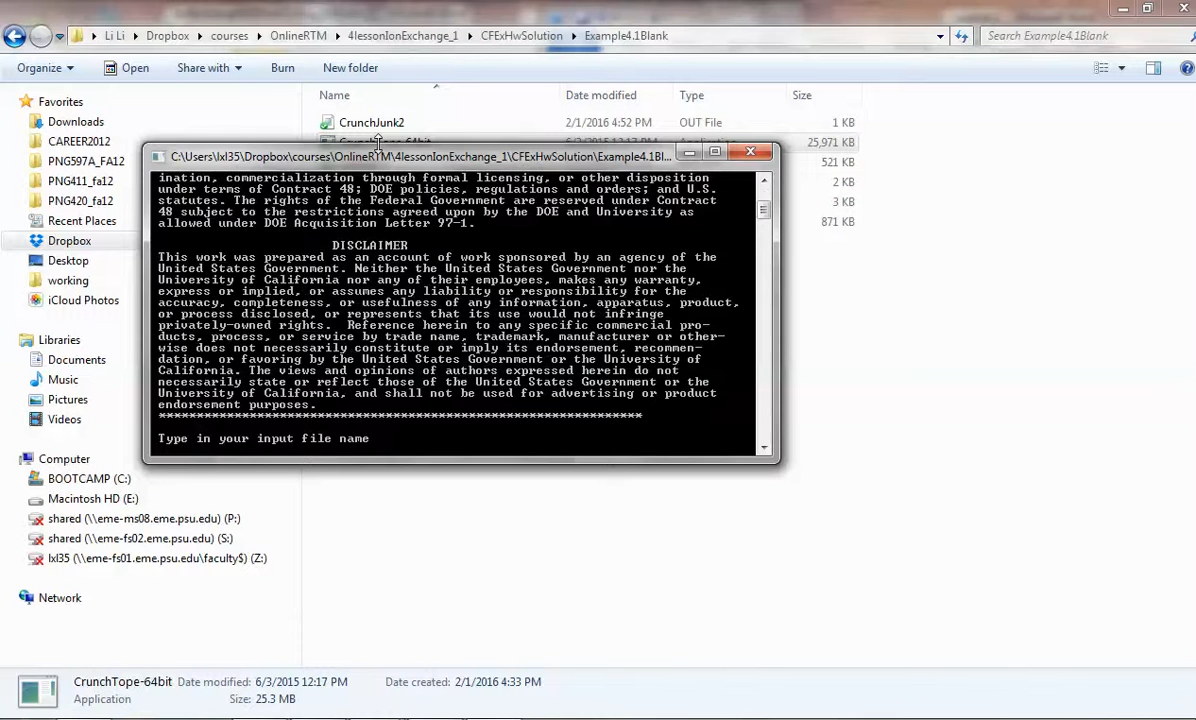 Li Li ▸ Dropbox ▸ courses ▸ OnlineRTM ▸ 4lessonIonExchange_1 ▸ CFExHwSolution ▸ Example4.1Blank
Search Example4.1Blank
Organize Open Share with Burn New folder
Name Date modified Type Size
CrunchJunk2 2/1/2016 4:52 PM OUT File 1 KB
25,971 KB
521 KB
2 KB
3 KB
871 KB
Favorites
Downloads
CAREER2012
PNG597A_FA12
PNG411_fa12
PNG420_fa12
Recent Places
Dropbox
Desktop
working
iCloud Photos
Libraries
Documents
Music
Pictures
Videos
Computer
BOOTCAMP (C:)
Macintosh HD (E:)
shared (\\eme-ms08.eme.psu.edu) (P:)
shared (\\eme-fs02.eme.psu.edu) (S:)
lxl35 (\\eme-fs01.eme.psu.edu\faculty$) (Z:)
Network
C:\Users\lxl35\Dropbox\courses\OnlineRTM\4lessonIonExchange_1\CFExHwSolution\Example4.1Bl...
ination, commercialization through formal licensing, or other disposition
under terms of Contract 48; DOE policies, regulations and orders; and U.S.
statutes. The rights of the Federal Government are reserved under Contract
48 subject to the restrictions agreed upon by the DOE and University as
allowed under DOE Acquisition Letter 97-1.
DISCLAIMER
This work was prepared as an account of work sponsored by an agency of the
United States Government. Neither the United States Government nor the
University of California nor any of their employees, makes any warranty,
express or implied, or assumes any liability or responsibility for the
accuracy, completeness, or usefulness of any information, apparatus, product,
or process disclosed, or represents that its use would not infringe
privately-owned rights.  Reference herein to any specific commercial pro-
ducts, process, or service by trade name, trademark, manufacturer or other-
wise does not necessarily constitute or imply its endorsement, recommen-
dation, or favoring by the United States Government or the University of
California. The views and opinions of authors expressed herein do not
necessarily state or reflect those of the United States Government or the
University of California, and shall not be used for advertising or product
endorsement purposes.
****************************************************************
Type in your input file name
CrunchTope-64bit Date modified: 6/3/2015 12:17 PM Date created: 2/1/2016 4:33 PM
Application Size: 25.3 MB